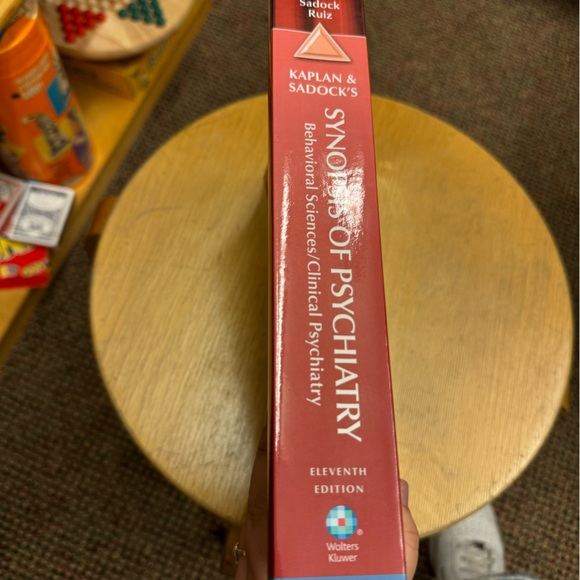 Sadock
Ruiz
KAPLAN &
SADOCK'S
SYNOPSIS OF PSYCHIATRY
Behavioral Sciences/Clinical Psychiatry
ELEVENTH
EDITION
®
Wolters
Kluwer